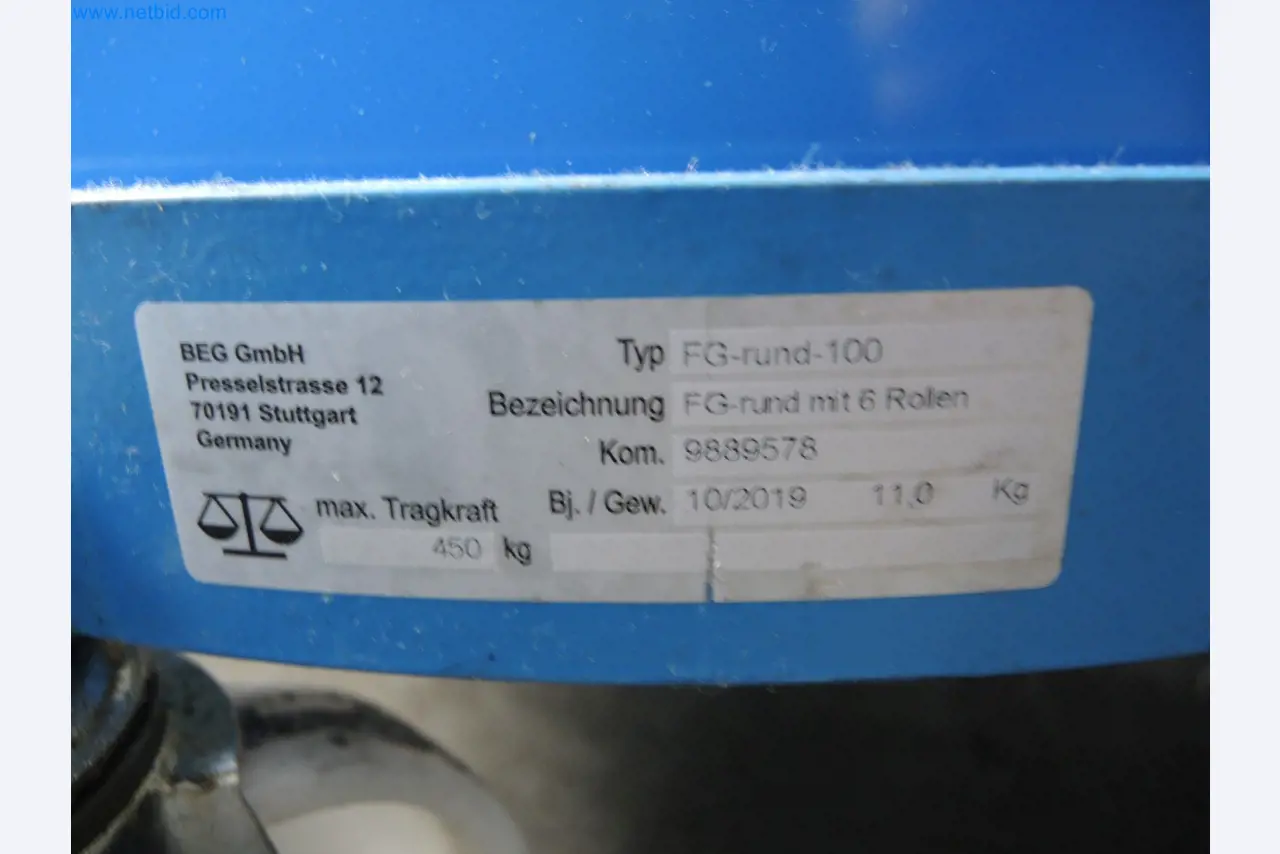 www.netbid.com
BEG GmbH
Presselstrasse 12
70191 Stuttgart
Germany
Typ FG-rund-100
Bezeichnung FG-rund mit 6 Rollen
Kom. 9889578
Bj. / Gew. 10/2019 11,0 Kg
max. Tragkraft
450 kg